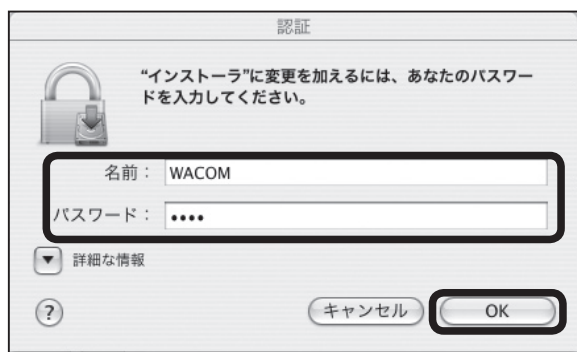 認証
“インストーラ”に変更を加えるには、あなたのパスワー
ドを入力してください。
名前： WACOM
パスワード： ••••
詳細な情報
? キャンセル OK